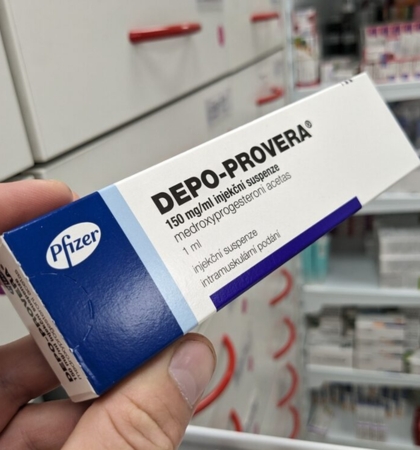 DEPO-PROVERA®
150 mg/ml injekční suspenze
medroxyprogesteroni acetas
1 ml
injekční suspenze
intramuskulární podání
Pfizer